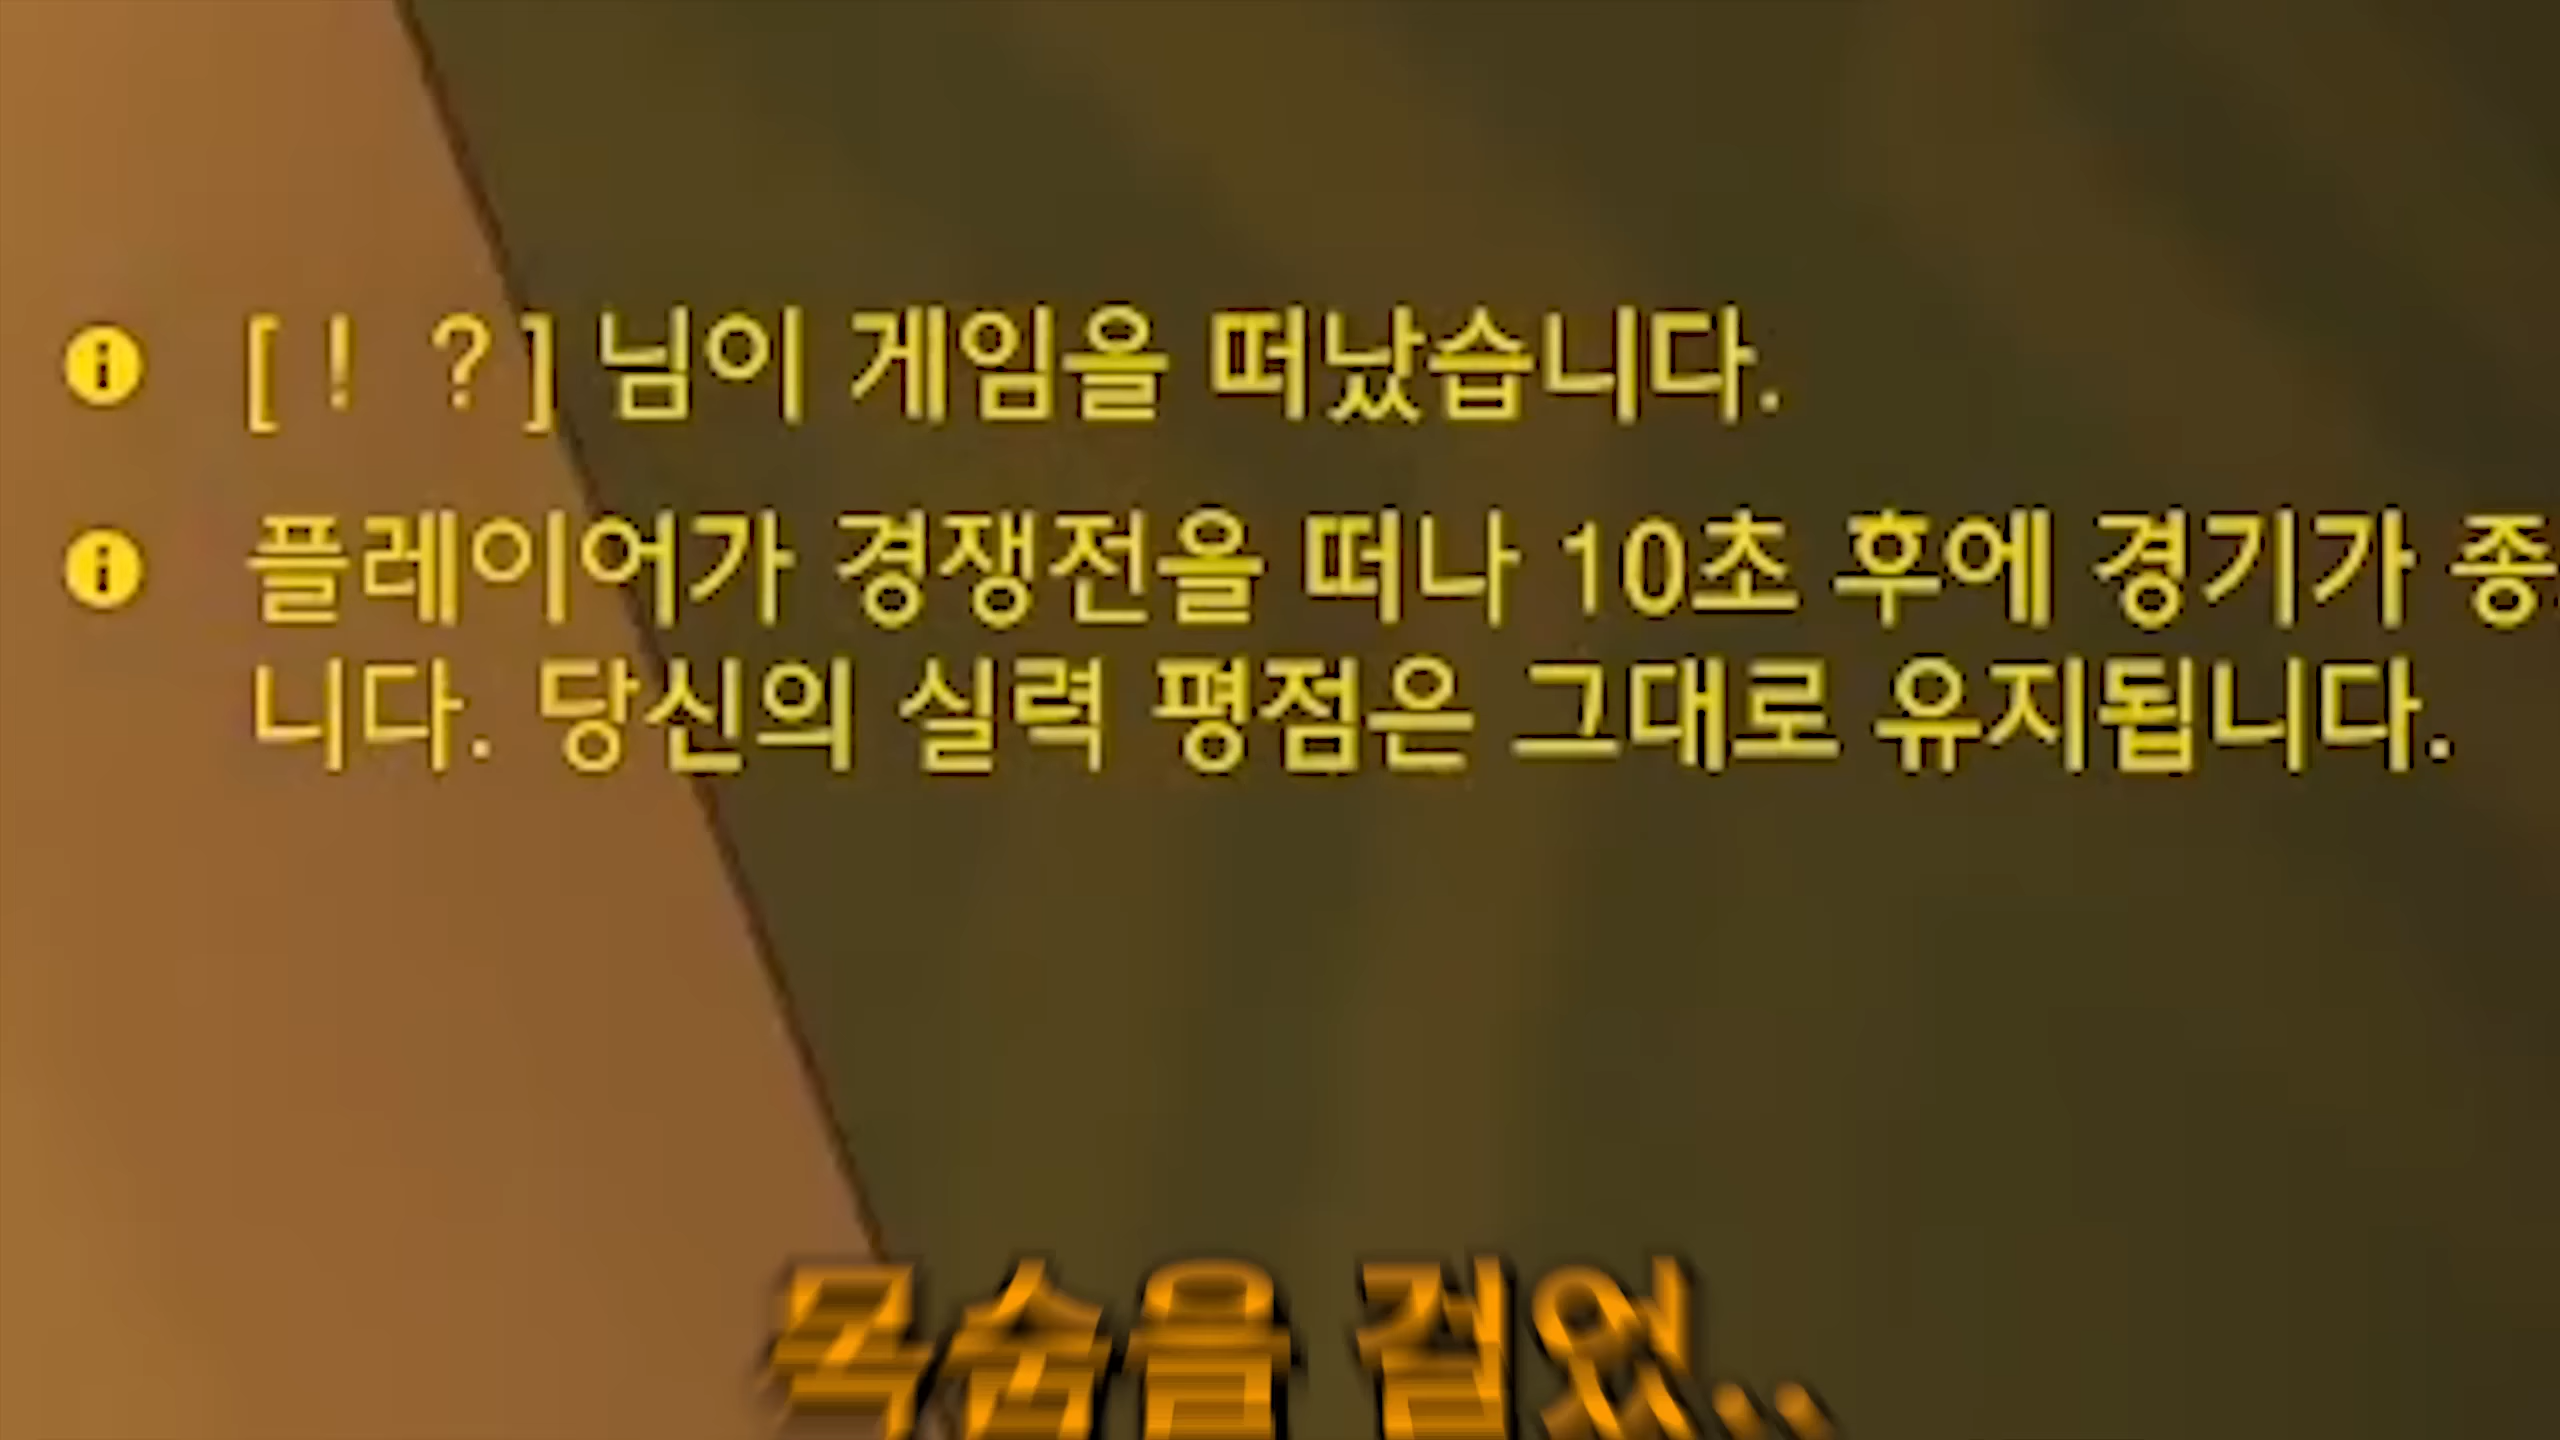 [ ! ? ] 님이 게임을 떠났습니다.
플레이어가 경쟁전을 떠나 10초 후에 경기가 종
니다. 당신의 실력 평점은 그대로 유지됩니다.
목숨을 걸었..